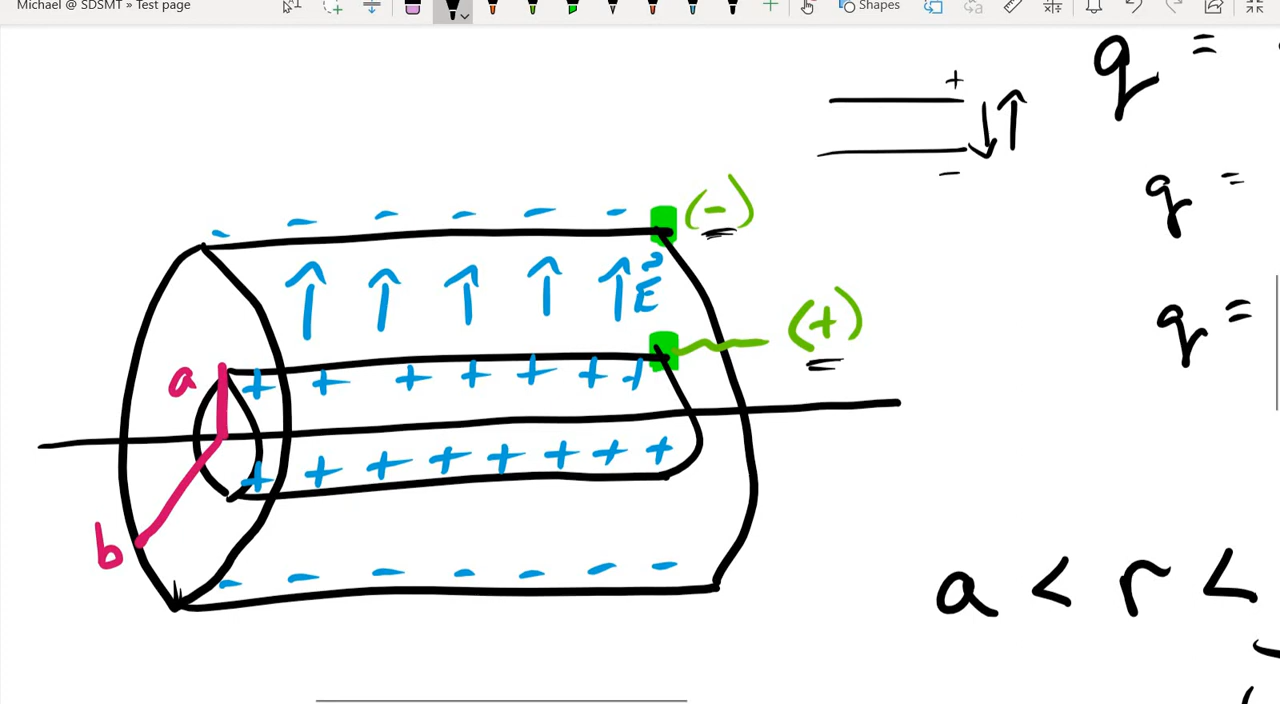 Michael @ SDSMT » Test page
Shapes
q =
+
-
q =
- - - - - -
(-)
E
(+)
q =
a
+ + + + + + +
+ + + + + + + +
b
- - - - - - -
a < r <